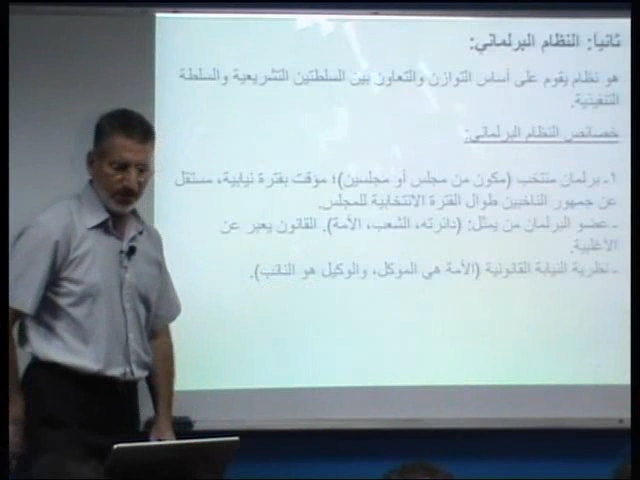 ثانياً: النظام البرلماني:
هو نظام يقوم على أساس التوازن والتعاون بين السلطتين التشريعية والسلطة
التنفيذية.
خصائص النظام البرلماني:
١ـ برلمان منتخب (مكون من مجلس أو مجلسين)؛ مؤقت بفترة نيابية، مستقل
عن جمهور الناخبين طوال الفترة الانتخابية للمجلس.
ـ عضو البرلمان من يمثل: (دائرته، الشعب، الأمة). القانون يعبر عن
الأغلبية.
ـ نظرية النيابة القانونية (الأمة هي الموكل، والوكيل هو النائب).